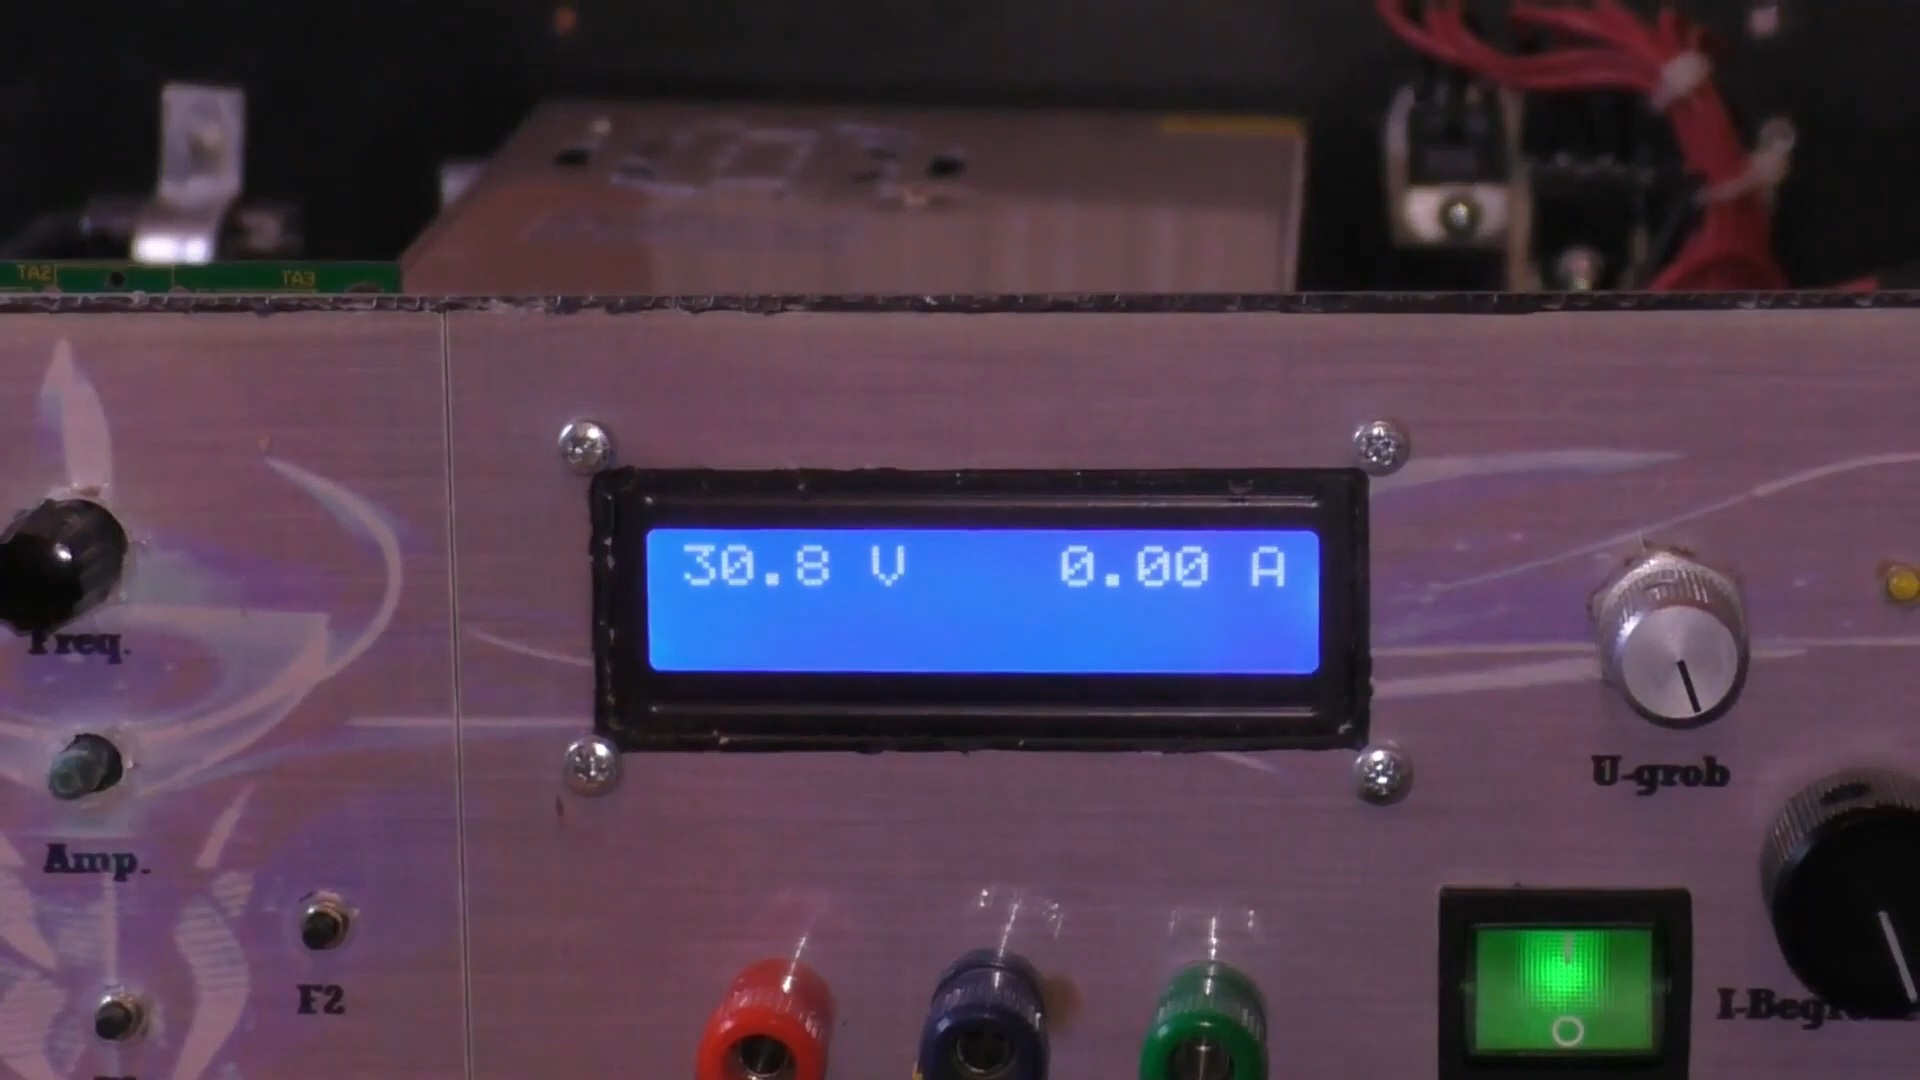 TA2
TA3
30.8 V 0.00 A
Freq.
U-grob
Amp.
F2